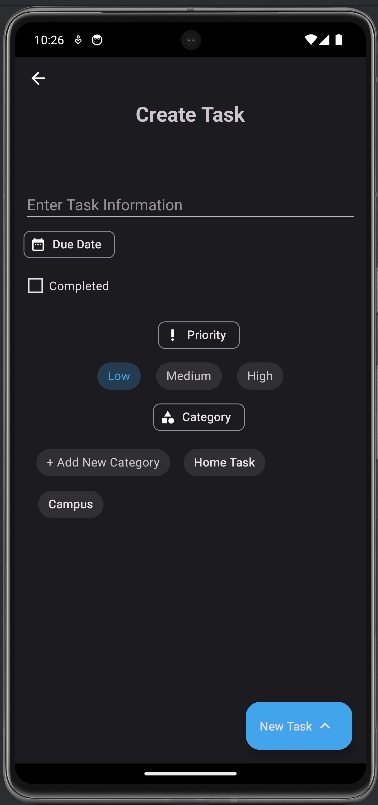 10:26
Create Task
Enter Task Information
Due Date
Completed
Priority
Low Medium High
Category
+ Add New Category Home Task
Campus
New Task